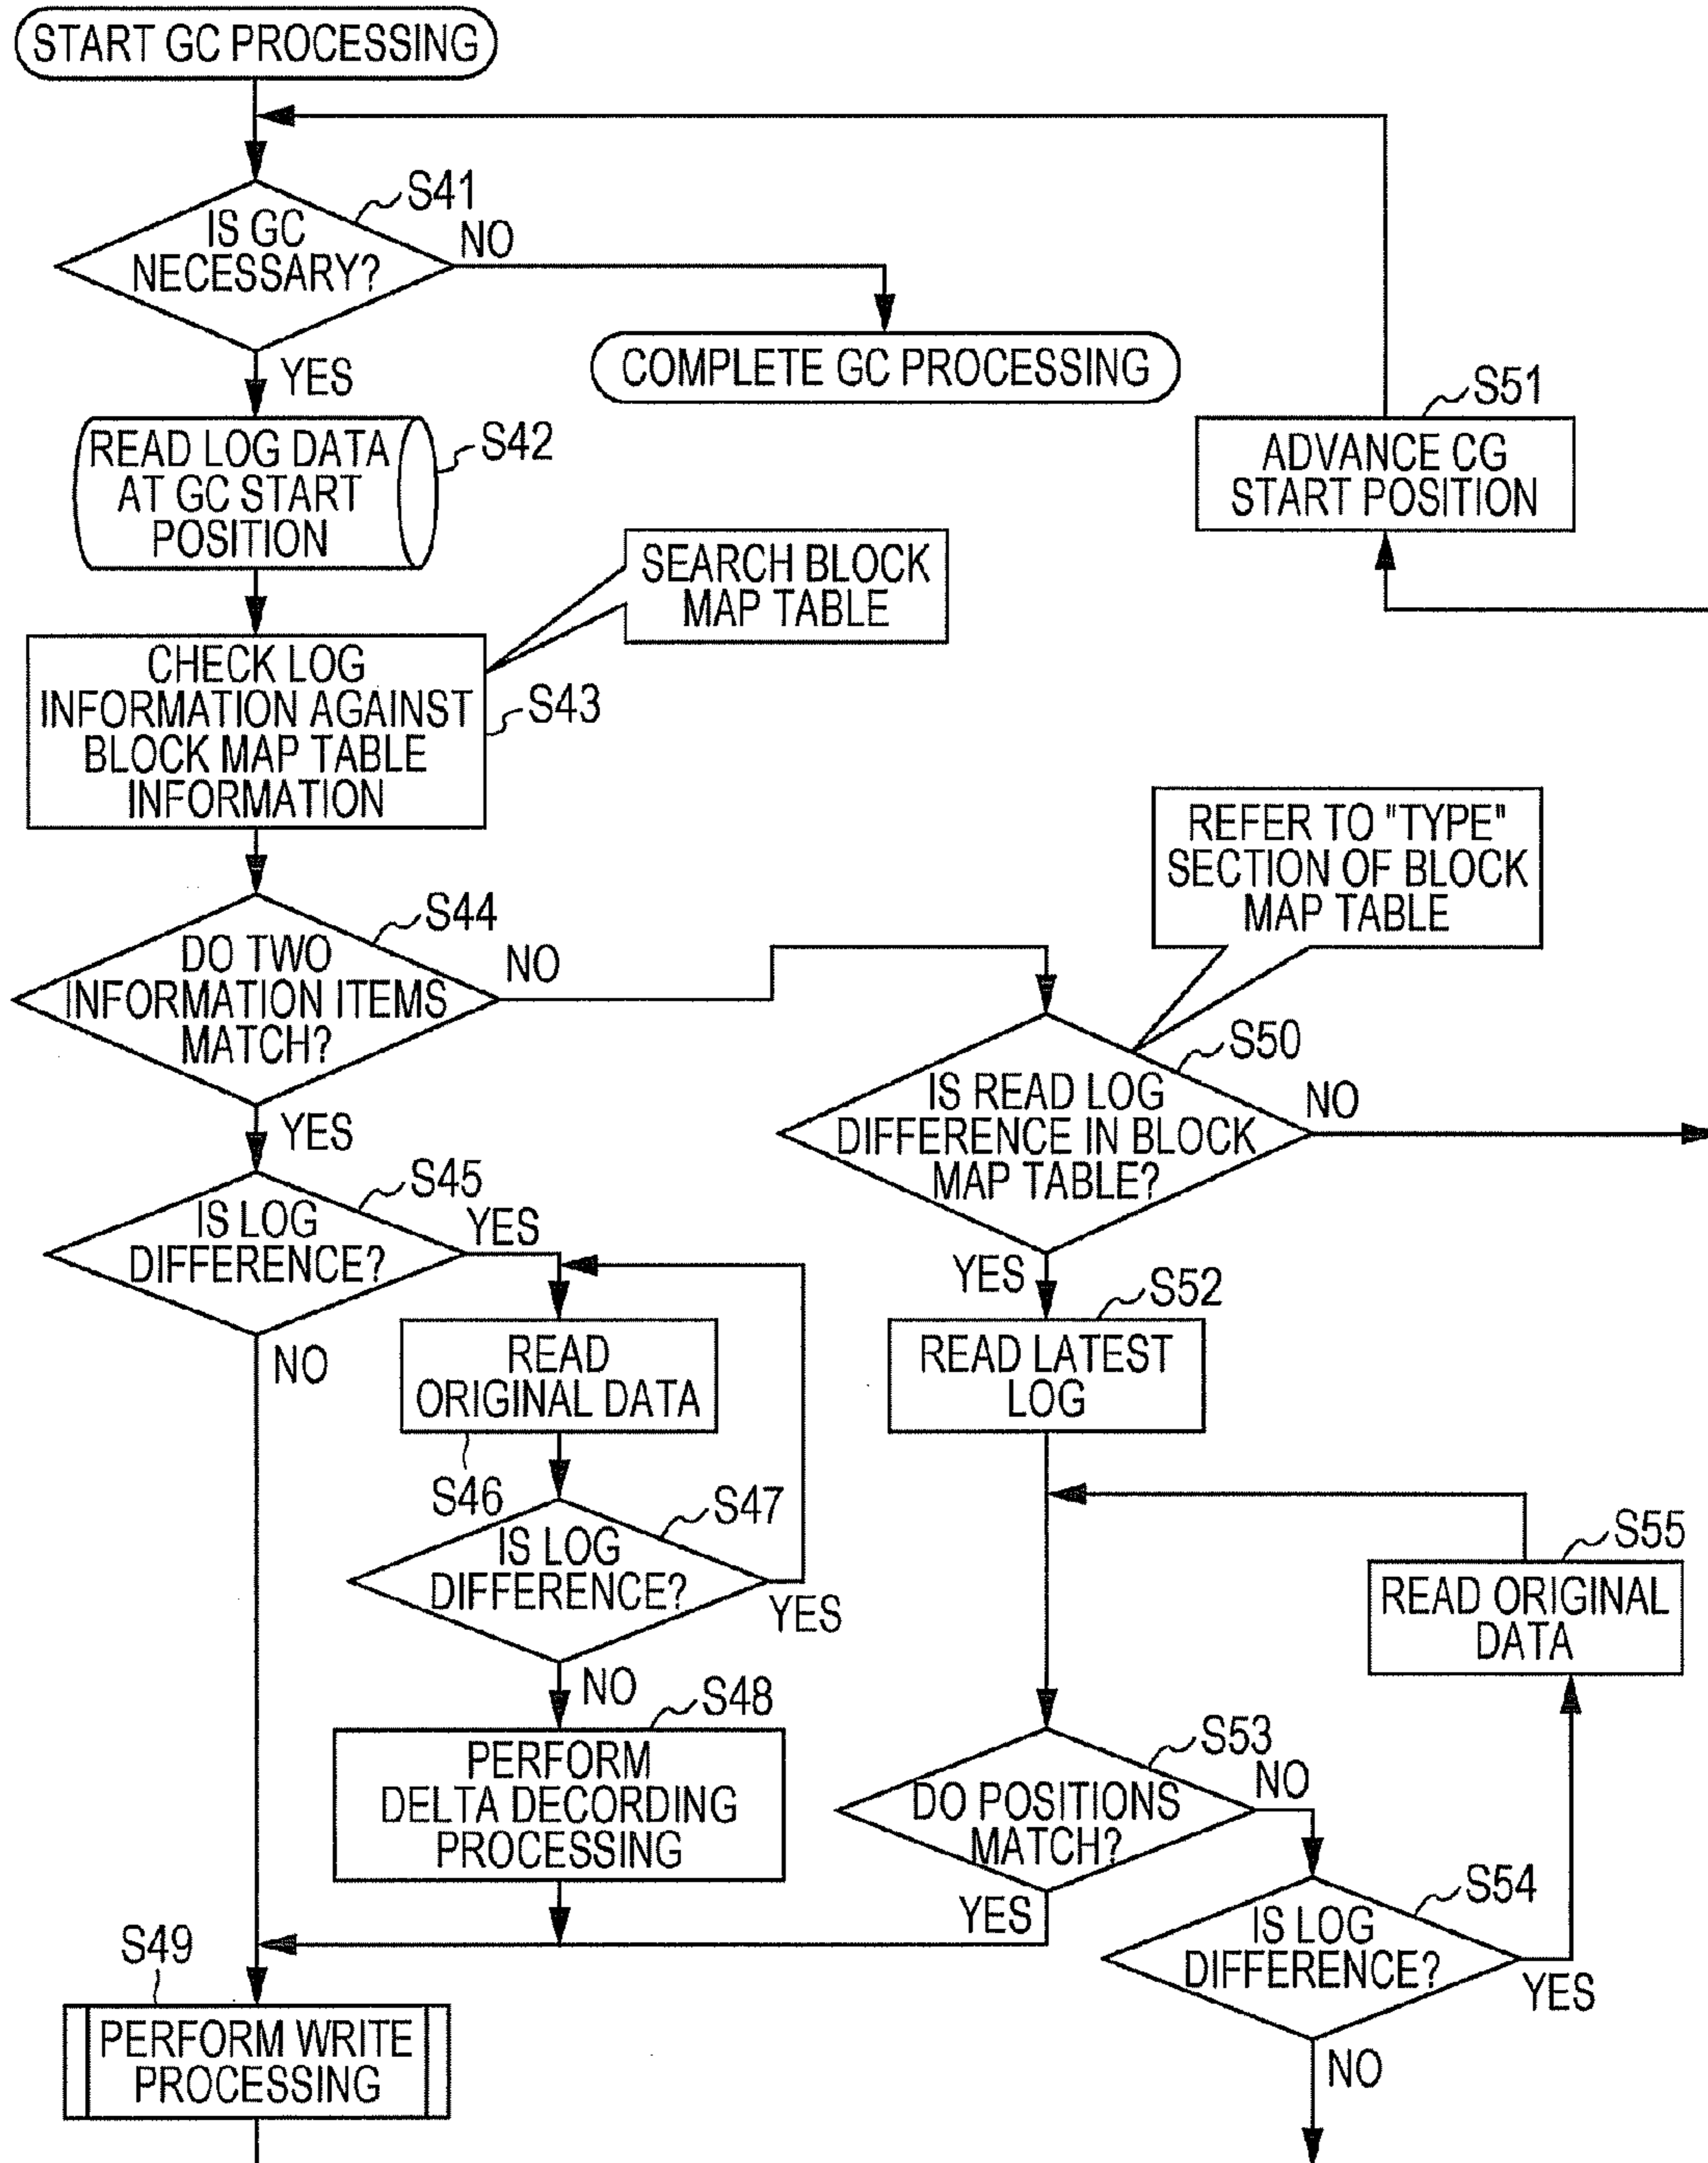 START GC PROCESSING
S41
IS GC
NECESSARY?
NO
YES
COMPLETE GC PROCESSING
S51
ADVANCE CG
START POSITION
READ LOG DATA
AT GC START
POSITION
S42
SEARCH BLOCK
MAP TABLE
CHECK LOG
INFORMATION AGAINST
BLOCK MAP TABLE
INFORMATION
S43
REFER TO "TYPE"
SECTION OF BLOCK
MAP TABLE
S44
DO TWO
INFORMATION ITEMS
MATCH?
NO
YES
S50
IS READ LOG
DIFFERENCE IN BLOCK
MAP TABLE?
NO
YES
S45
IS LOG
DIFFERENCE?
YES
NO
READ
ORIGINAL DATA
S46
S47
IS LOG
DIFFERENCE?
YES
NO
S48
PERFORM
DELTA DECORDING
PROCESSING
S52
READ LATEST
LOG
S55
READ ORIGINAL
DATA
S53
DO POSITIONS
MATCH?
NO
YES
S54
IS LOG
DIFFERENCE?
YES
NO
S49
PERFORM WRITE
PROCESSING